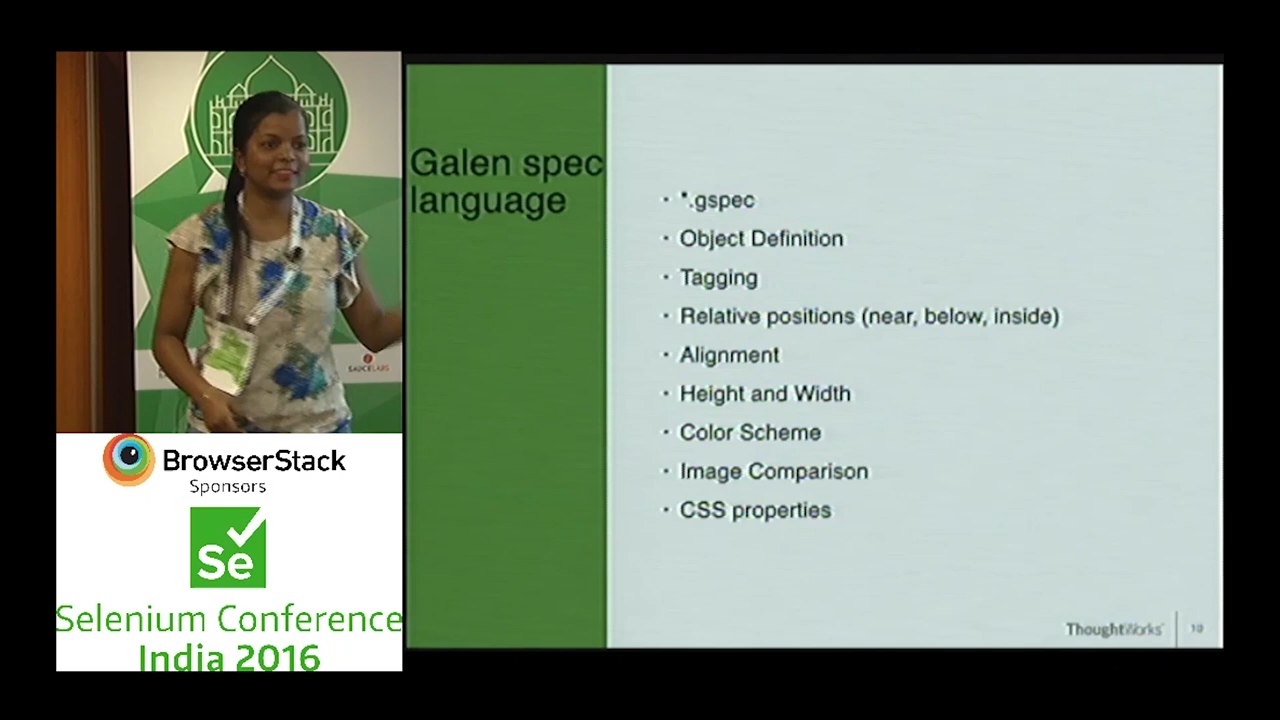 Galen spec
language
· *.gspec
· Object Definition
· Tagging
· Relative positions (near, below, inside)
· Alignment
· Height and Width
· Color Scheme
· Image Comparison
· CSS properties
ThoughtWorks
SAUCELABS
BrowserStack
Sponsors
Se
Selenium Conference
India 2016